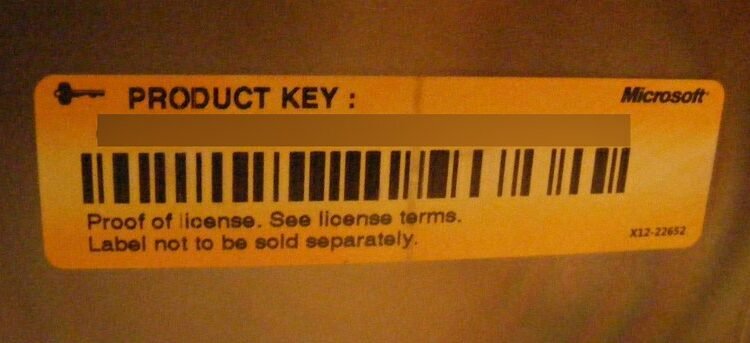 PRODUCT KEY :
Microsoft
Proof of license. See license terms.
Label not to be sold separately.
X12-22652